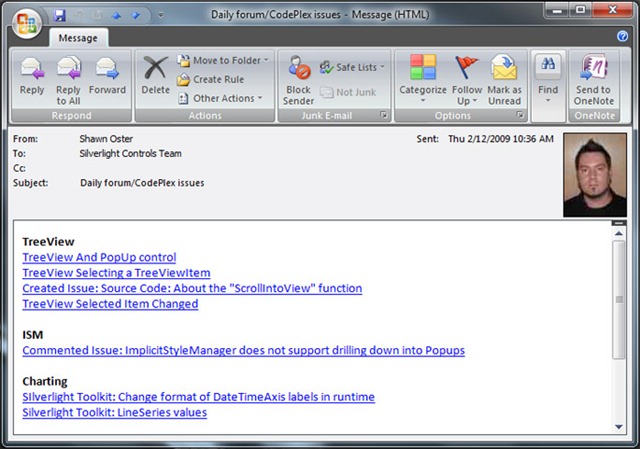 Daily forum/CodePlex issues - Message (HTML)
Message
Reply
Reply to All
Forward
Respond
Delete
Move to Folder
Create Rule
Other Actions
Actions
Block Sender
Safe Lists
Not Junk
Junk E-mail
Categorize
Follow Up
Mark as Unread
Options
Find
Send to OneNote
OneNote
From: Shawn Oster
Sent: Thu 2/12/2009 10:36 AM
To: Silverlight Controls Team
Cc:
Subject: Daily forum/CodePlex issues
TreeView
TreeView And PopUp control
TreeView Selecting a TreeViewItem
Created Issue: Source Code: About the "ScrollIntoView" function
TreeView Selected Item Changed
ISM
Commented Issue: ImplicitStyleManager does not support drilling down into Popups
Charting
SIlverlight Toolkit: Change format of DateTimeAxis labels in runtime
Silverlight Toolkit: LineSeries values